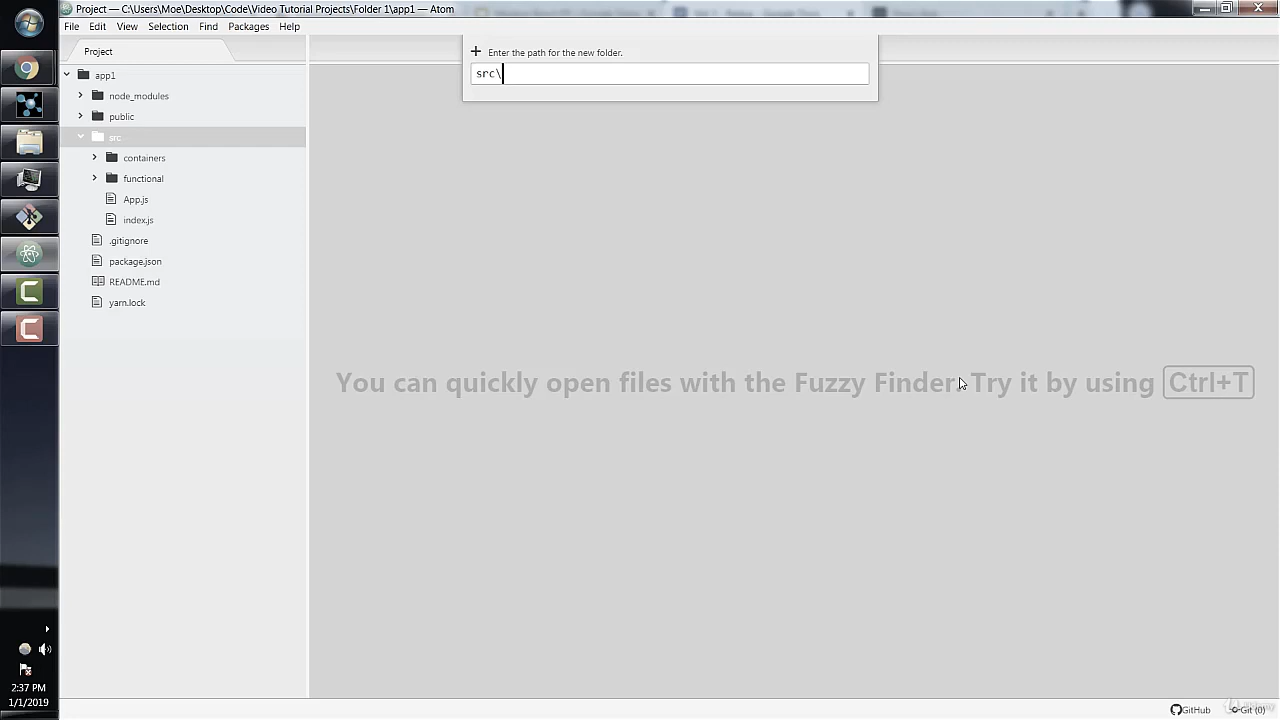 Project — C:\Users\Moe\Desktop\Code\Video Tutorial Projects\Folder 1\app1 — Atom
File Edit View Selection Find Packages Help
Project
Enter the path for the new folder.
src\
app1
node_modules
public
src
containers
functional
App.js
index.js
.gitignore
package.json
README.md
yarn.lock
You can quickly open files with the Fuzzy Finder. Try it by using Ctrl+T
2:37 PM
1/1/2019
GitHub
Git (0)